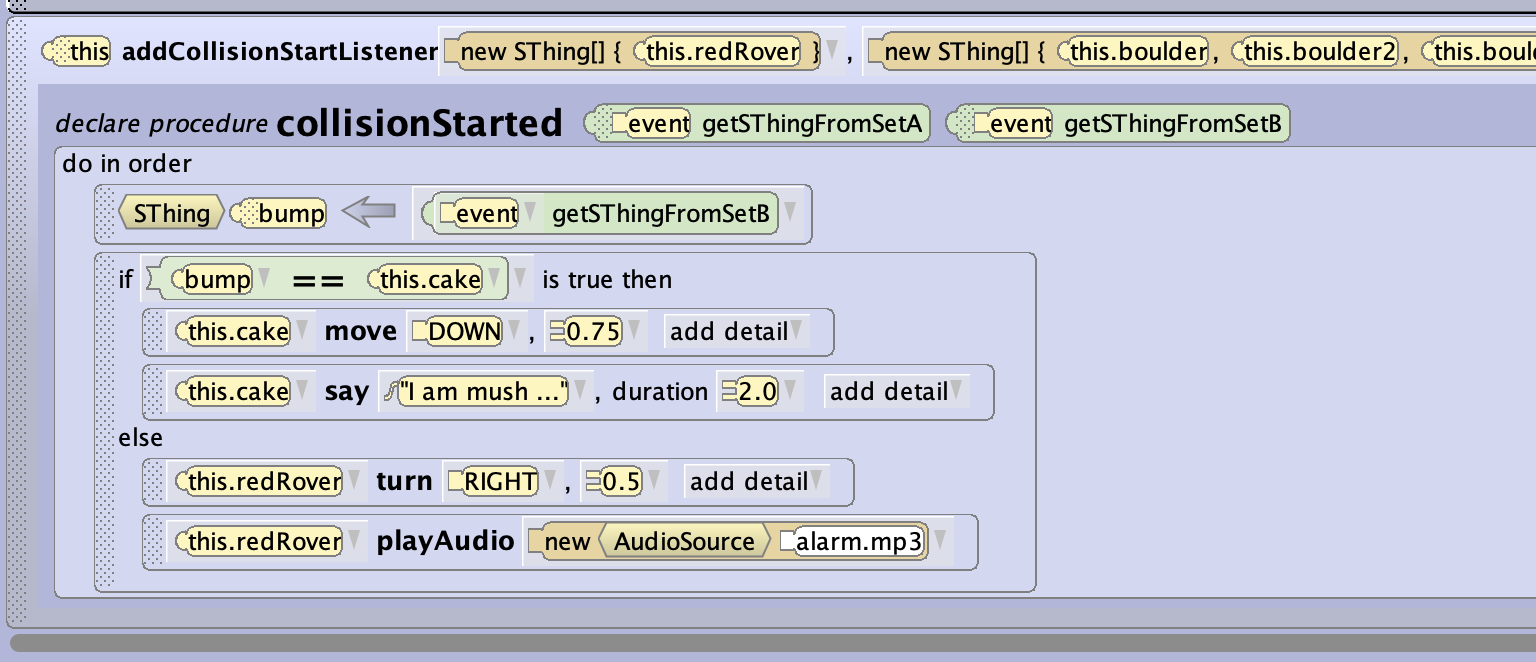 this addCollisionStartListener new SThing[] { this.redRover } , new SThing[] { this.boulder , this.boulder2 ,
declare procedure collisionStarted event getSThingFromSetA event getSThingFromSetB
do in order
SThing bump event getSThingFromSetB
if bump == this.cake is true then
this.cake move DOWN , 0.75 add detail
this.cake say "I am mush ..." , duration 2.0 add detail
else
this.redRover turn RIGHT , 0.5 add detail
this.redRover playAudio new AudioSource alarm.mp3